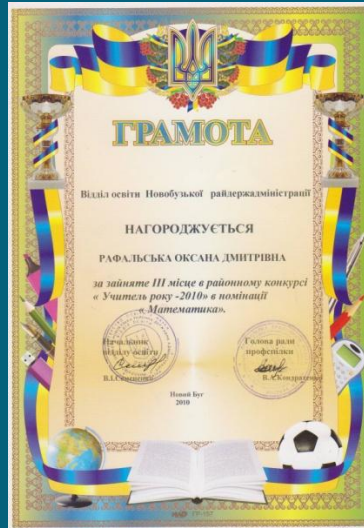 ГРАМОТА
Відділ освіти Новобузької райдержадміністрації
НАГОРОДЖУЄТЬСЯ
РАФАЛЬСЬКА ОКСАНА ДМИТРІВНА
за зайняте ІІІ місце в районному конкурсі
« Учитель року -2010» в номінації
« Математика».
Начальник
відділу освіти
Голова ради
профспілки
Новий Буг
2010